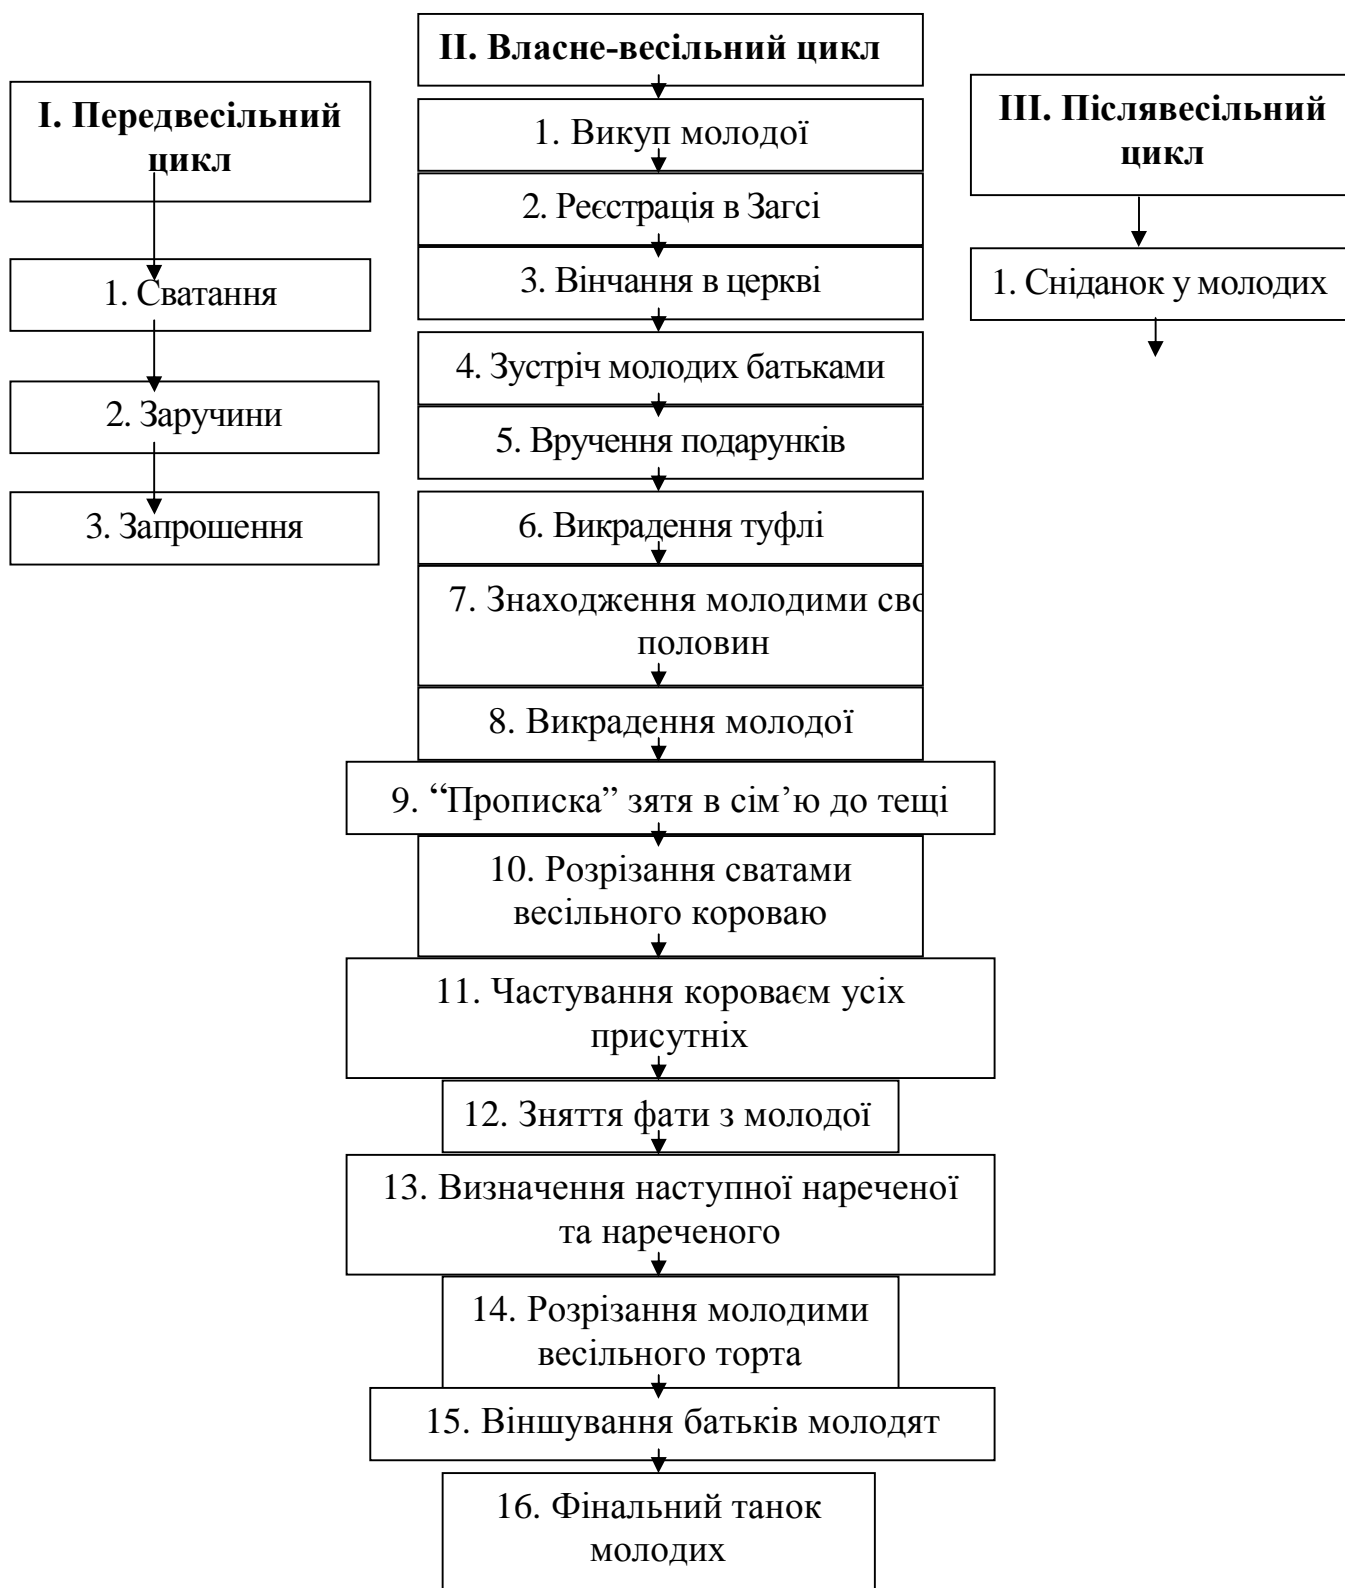 І. Передвесільний
цикл
1. Сватання
2. Заручини
3. Запрошення
ІІ. Власне-весільний цикл
1. Викуп молодої
2. Реєстрація в Загсі
3. Вінчання в церкві
4. Зустріч молодих батьками
5. Вручення подарунків
6. Викрадення туфлі
7. Знаходження молодими сво
половин
8. Викрадення молодої
9. “Прописка” зятя в сім’ю до тещі
10. Розрізання сватами
весільного короваю
11. Частування короваєм усіх
присутніх
12. Зняття фати з молодої
13. Визначення наступної нареченої
та нареченого
14. Розрізання молодими
весільного торта
15. Віншування батьків молодят
16. Фінальний танок
молодих
ІІІ. Післявесільний
цикл
1. Сніданок у молодих